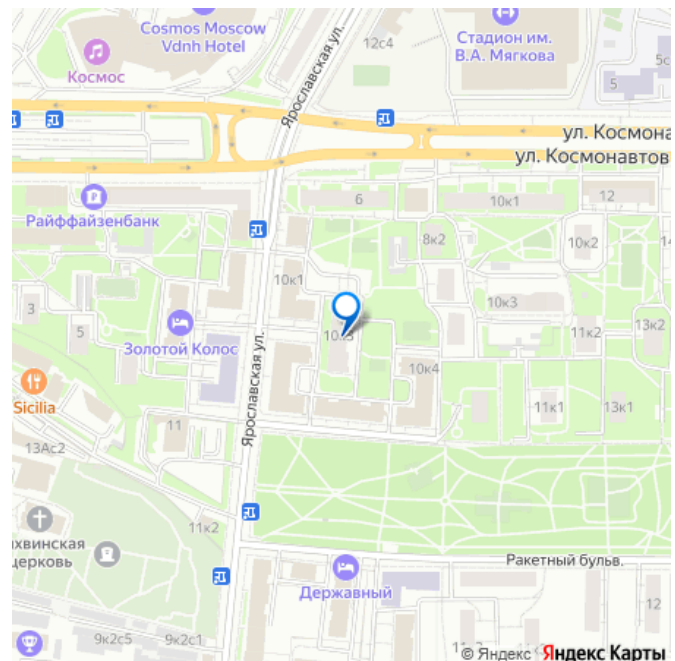 Cosmos Moscow
Vdnh Hotel
Космос
Ярославская ул.
12с4
Стадион им.
В.А. Мягкова
5
5с
ул. Космона
ул. Космонавтов
Райффайзенбанк
6
10к1
12
8к2
10к2
14
10к1
3
5
Золотой Колос
10к3
10к3
11к2
13к2
Ярославская ул.
10к4
Sicilia
11
11к1
13к1
13Ас2
ихвинская
церковь
11к2
Ракетный бульв.
Державный
12
9к2с5
9к2с1
© Яндекс Яндекс Карты